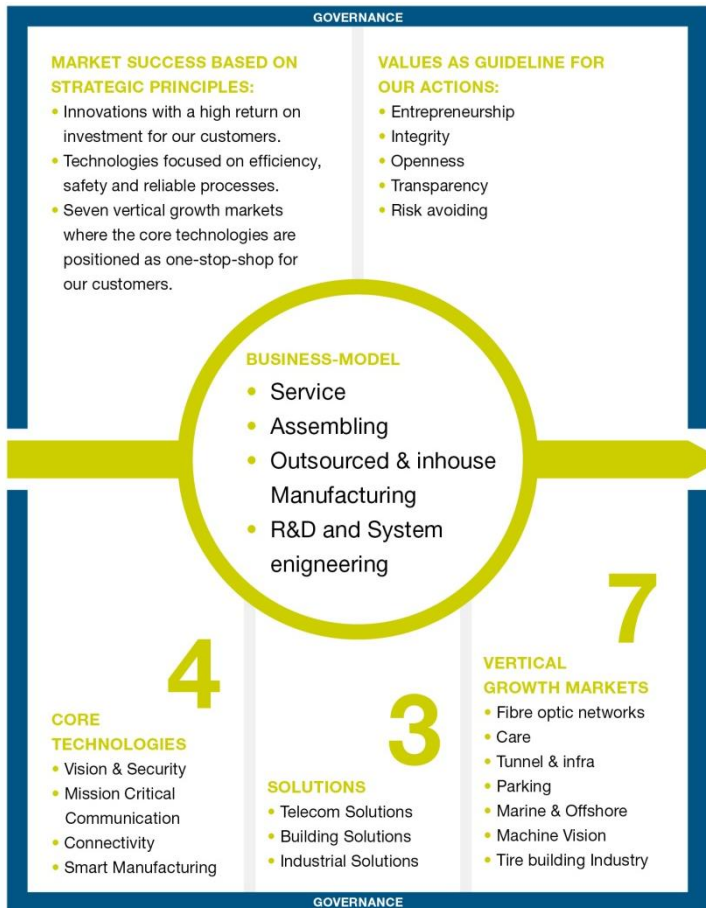 GOVERNANCE
MARKET SUCCESS BASED ON
STRATEGIC PRINCIPLES:
• Innovations with a high return on
investment for our customers.
• Technologies focused on efficiency,
safety and reliable processes.
• Seven vertical growth markets
where the core technologies are
positioned as one-stop-shop for
our customers.
VALUES AS GUIDELINE FOR
OUR ACTIONS:
• Entrepreneurship
• Integrity
• Openness
• Transparency
• Risk avoiding
BUSINESS-MODEL
• Service
• Assembling
• Outsourced & inhouse
Manufacturing
• R&D and System
enigneering
4
CORE
TECHNOLOGIES
• Vision & Security
• Mission Critical
Communication
• Connectivity
• Smart Manufacturing
3
SOLUTIONS
• Telecom Solutions
• Building Solutions
• Industrial Solutions
7
VERTICAL
GROWTH MARKETS
• Fibre optic networks
• Care
• Tunnel & infra
• Parking
• Marine & Offshore
• Machine Vision
• Tire building Industry
GOVERNANCE